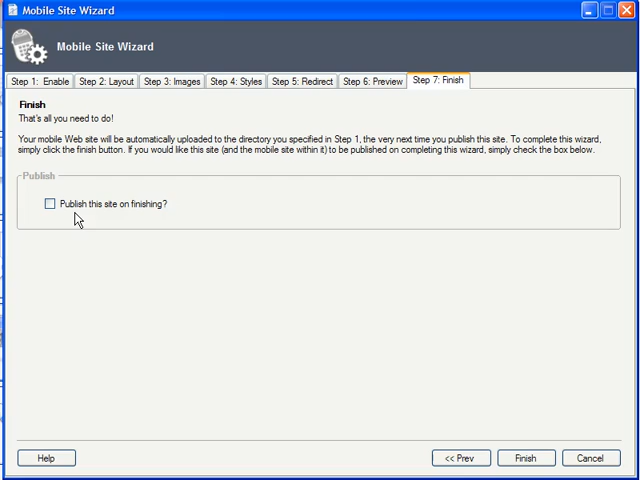 Mobile Site Wizard
Mobile Site Wizard
Step 1: Enable Step 2: Layout Step 3: Images Step 4: Styles Step 5: Redirect Step 6: Preview Step 7: Finish
Finish
That's all you need to do!
Your mobile Web site will be automatically uploaded to the directory you specified in Step 1, the very next time you publish this site. To complete this wizard,
simply click the finish button. If you would like this site (and the mobile site within it) to be published on completing this wizard, simply check the box below.
Publish
Publish this site on finishing?
Help << Prev Finish Cancel